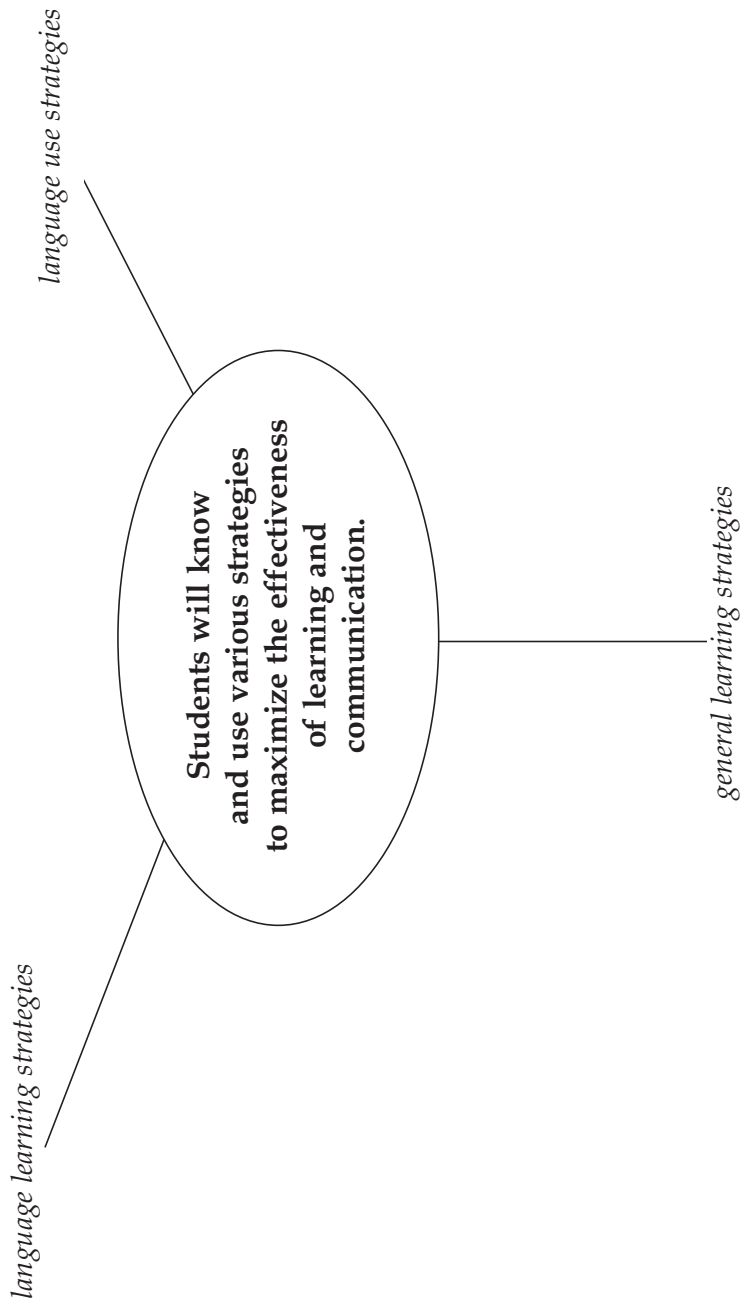 language learning strategies
language use strategies
Students will know
and use various strategies
to maximize the effectiveness
of learning and
communication.
general learning strategies